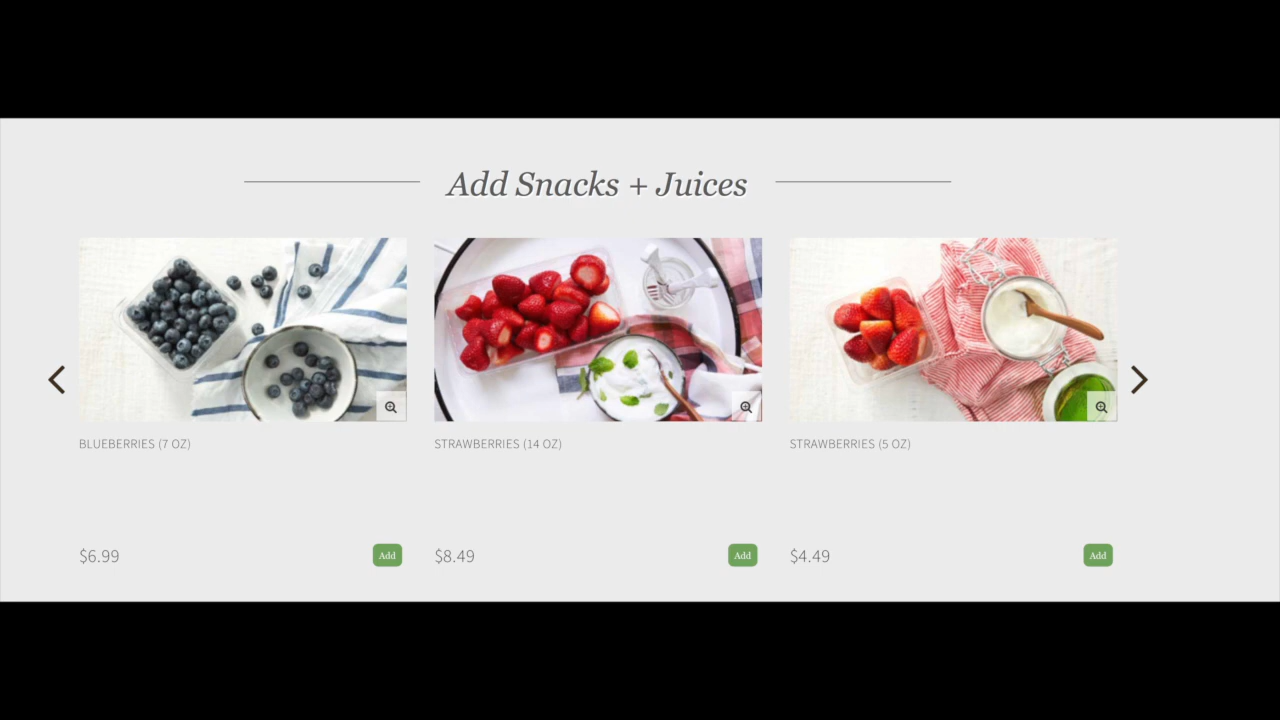 Add Snacks + Juices
BLUEBERRIES (7 OZ)
STRAWBERRIES (14 OZ)
STRAWBERRIES (5 OZ)
$6.99
Add
$8.49
Add
$4.49
Add